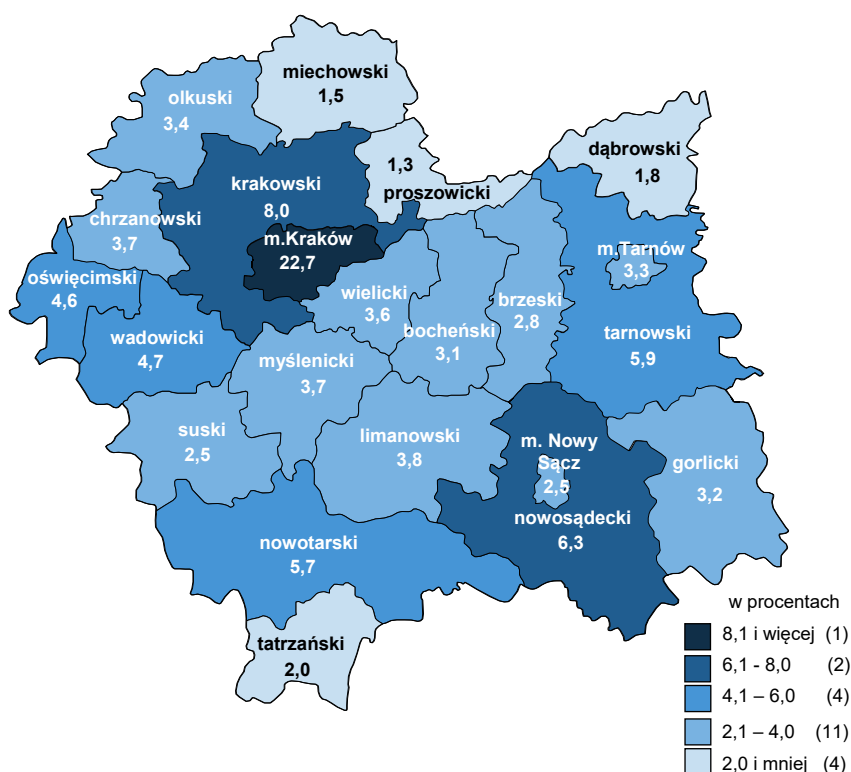 miechowski
1,5
olkuski
3,4
dąbrowski
1,8
1,3
proszowicki
krakowski
8,0
chrzanowski
3,7
m.Kraków
22,7
m.Tarnów
3,3
oświęcimski
4,6
wielicki
3,6
brzeski
2,8
bocheński
3,1
wadowicki
4,7
tarnowski
5,9
myślenicki
3,7
suski
2,5
limanowski
3,8
m. Nowy
Sącz
2,5
gorlicki
3,2
nowosądecki
6,3
nowotarski
5,7
tatrzański
2,0
w procentach
8,1 i więcej (1)
6,1 - 8,0 (2)
4,1 – 6,0 (4)
2,1 – 4,0 (11)
2,0 i mniej (4)